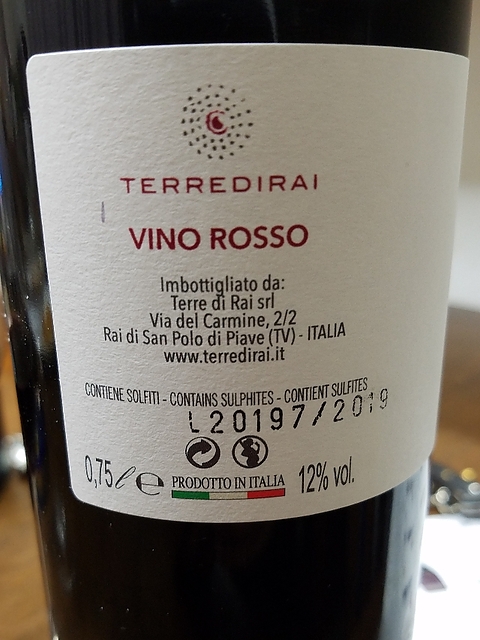 TERREDIRAI
VINO ROSSO
Imbottigliato da:
Terre di Rai srl
Via del Carmine, 2/2
Rai di San Polo di Piave (TV) - ITALIA
www.terredirai.it
CONTIENE SOLFITI - CONTAINS SULPHITES - CONTIENT SULFITES
L20197/2019
0,75 l e PRODOTTO IN ITALIA 12% vol.